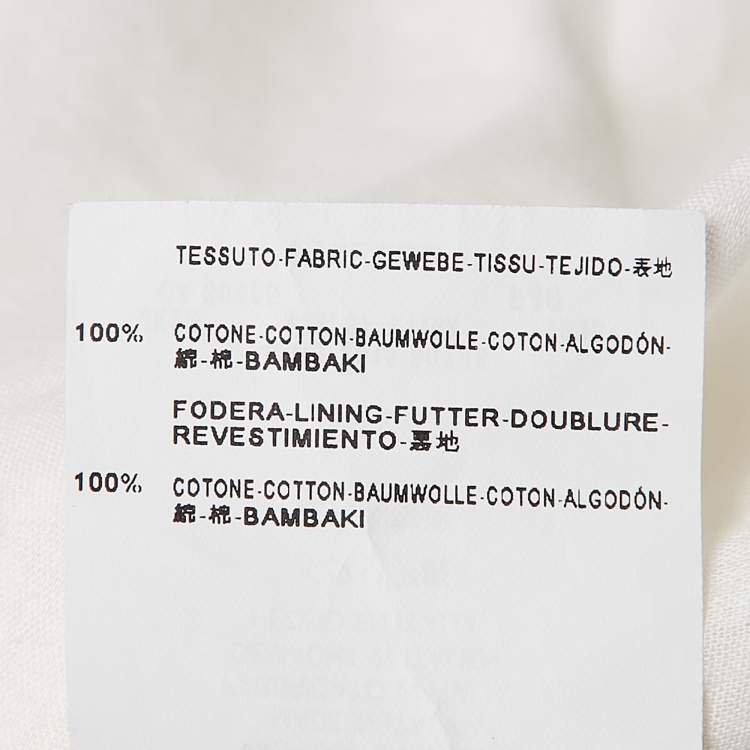 TESSUTO-FABRIC-GEWEBE-TISSU-TEJIDO-表地
100% COTONE-COTTON-BAUMWOLLE-COTON-ALGODÓN-
綿-棉-BAMBAKI
FODERA-LINING-FUTTER-DOUBLURE-
REVESTIMIENTO-裏地
100% COTONE-COTTON-BAUMWOLLE-COTON-ALGODÓN-
綿-棉-BAMBAKI